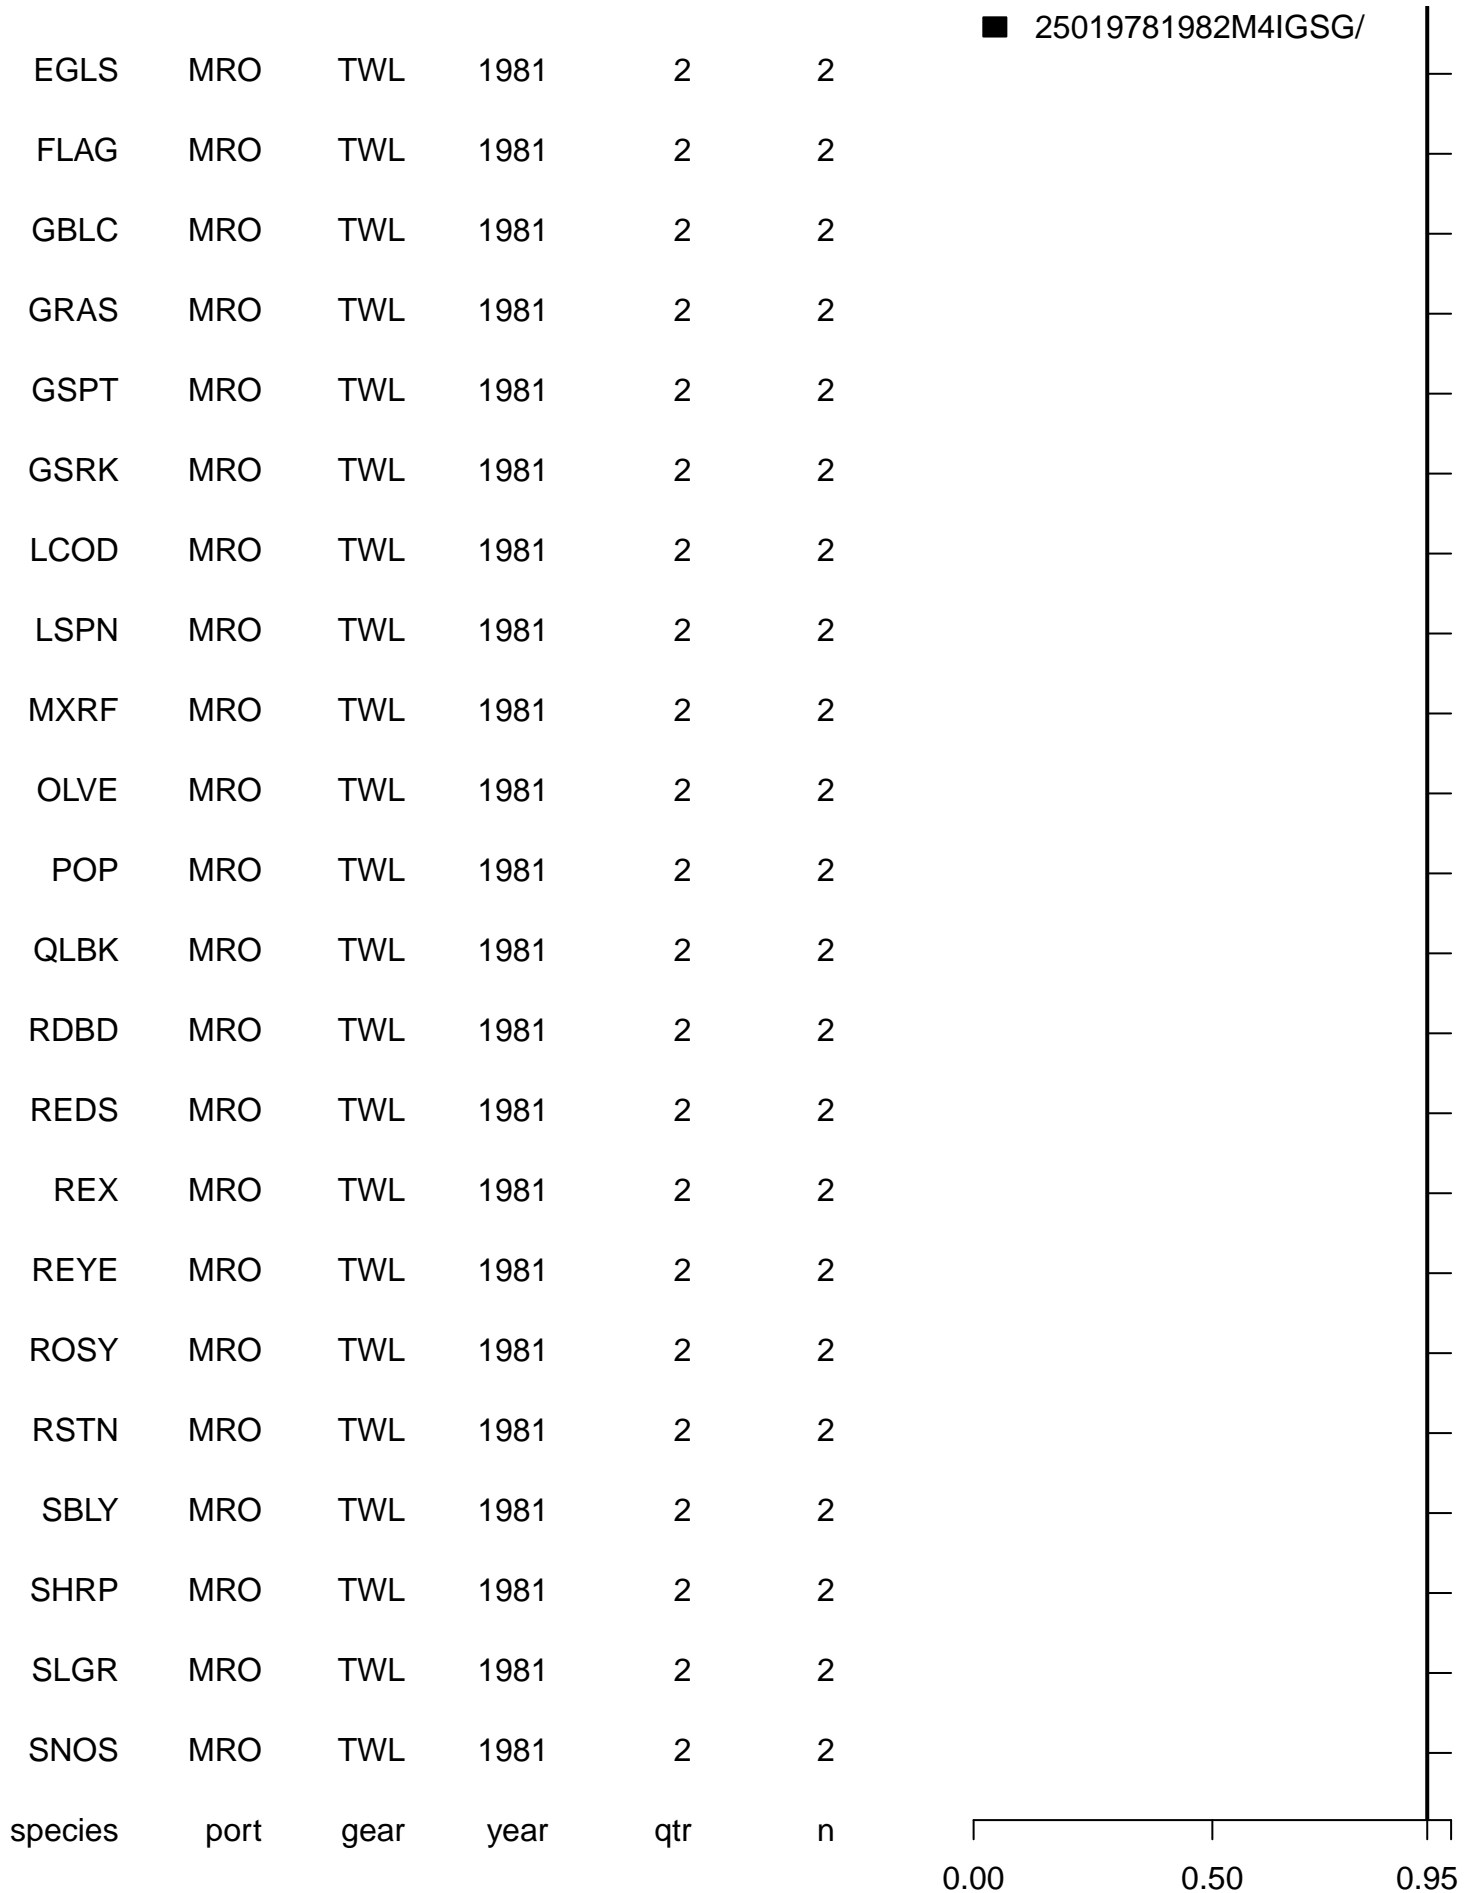 25019781982M4IGSG/
EGLS MRO TWL 1981 2 2
FLAG MRO TWL 1981 2 2
GBLC MRO TWL 1981 2 2
GRAS MRO TWL 1981 2 2
GSPT MRO TWL 1981 2 2
GSRK MRO TWL 1981 2 2
LCOD MRO TWL 1981 2 2
LSPN MRO TWL 1981 2 2
MXRF MRO TWL 1981 2 2
OLVE MRO TWL 1981 2 2
POP MRO TWL 1981 2 2
QLBK MRO TWL 1981 2 2
RDBD MRO TWL 1981 2 2
REDS MRO TWL 1981 2 2
REX MRO TWL 1981 2 2
REYE MRO TWL 1981 2 2
ROSY MRO TWL 1981 2 2
RSTN MRO TWL 1981 2 2
SBLY MRO TWL 1981 2 2
SHRP MRO TWL 1981 2 2
SLGR MRO TWL 1981 2 2
SNOS MRO TWL 1981 2 2
species port gear year qtr n
0.00 0.50 0.95